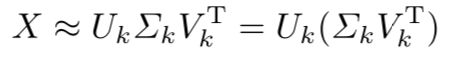 X ≈ U_k Σ_k V_k^T = U_k(Σ_k V_k^T)